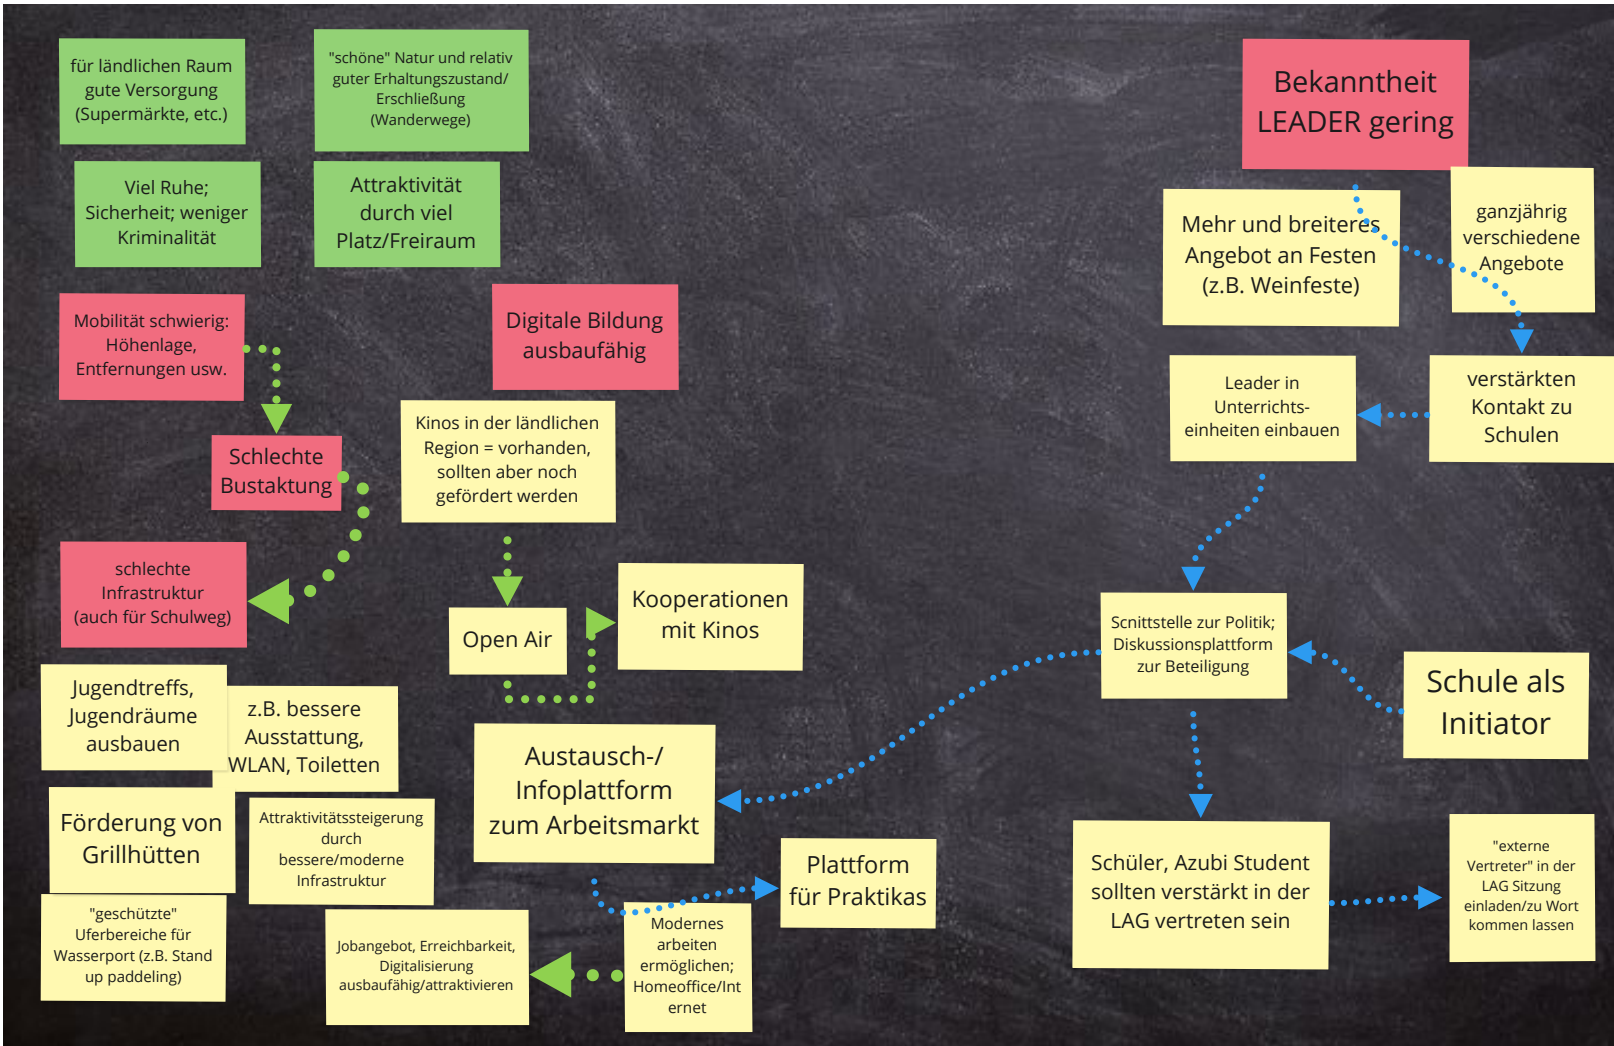 für ländlichen Raum
gute Versorgung
(Supermärkte, etc.)
"schöne" Natur und relativ
guter Erhaltungszustand/
Erschließung
(Wanderwege)
Viel Ruhe;
Sicherheit; weniger
Kriminalität
Attraktivität
durch viel
Platz/Freiraum
Mobilität schwierig:
Höhenlage,
Entfernungen usw.
Digitale Bildung
ausbaufähig
Schlechte
Bustaktung
Kinos in der ländlichen
Region = vorhanden,
sollten aber noch
gefördert werden
schlechte
Infrastruktur
(auch für Schulweg)
Open Air
Kooperationen
mit Kinos
Jugendtreffs,
Jugendräume
ausbauen
z.B. bessere
Ausstattung,
WLAN, Toiletten
Förderung von
Grillhütten
Attraktivitätssteigerung
durch
bessere/moderne
Infrastruktur
"geschützte"
Uferbereiche für
Wasserport (z.B. Stand
up paddeling)
Jobangebot, Erreichbarkeit,
Digitalisierung
ausbaufähig/attraktivieren
Modernes
arbeiten
ermöglichen;
Homeoffice/Int
ernet
Austausch-/
Infoplattform
zum Arbeitsmarkt
Plattform
für Praktikas
Bekanntheit
LEADER gering
Mehr und breiteres
Angebot an Festen
(z.B. Weinfeste)
ganzjährig
verschiedene
Angebote
Leader in
Unterrichts-
einheiten einbauen
verstärkten
Kontakt zu
Schulen
Scnittstelle zur Politik;
Diskussionsplattform
zur Beteiligung
Schule als
Initiator
Schüler, Azubi Student
sollten verstärkt in der
LAG vertreten sein
"externe
Vertreter" in der
LAG Sitzung
einladen/zu Wort
kommen lassen